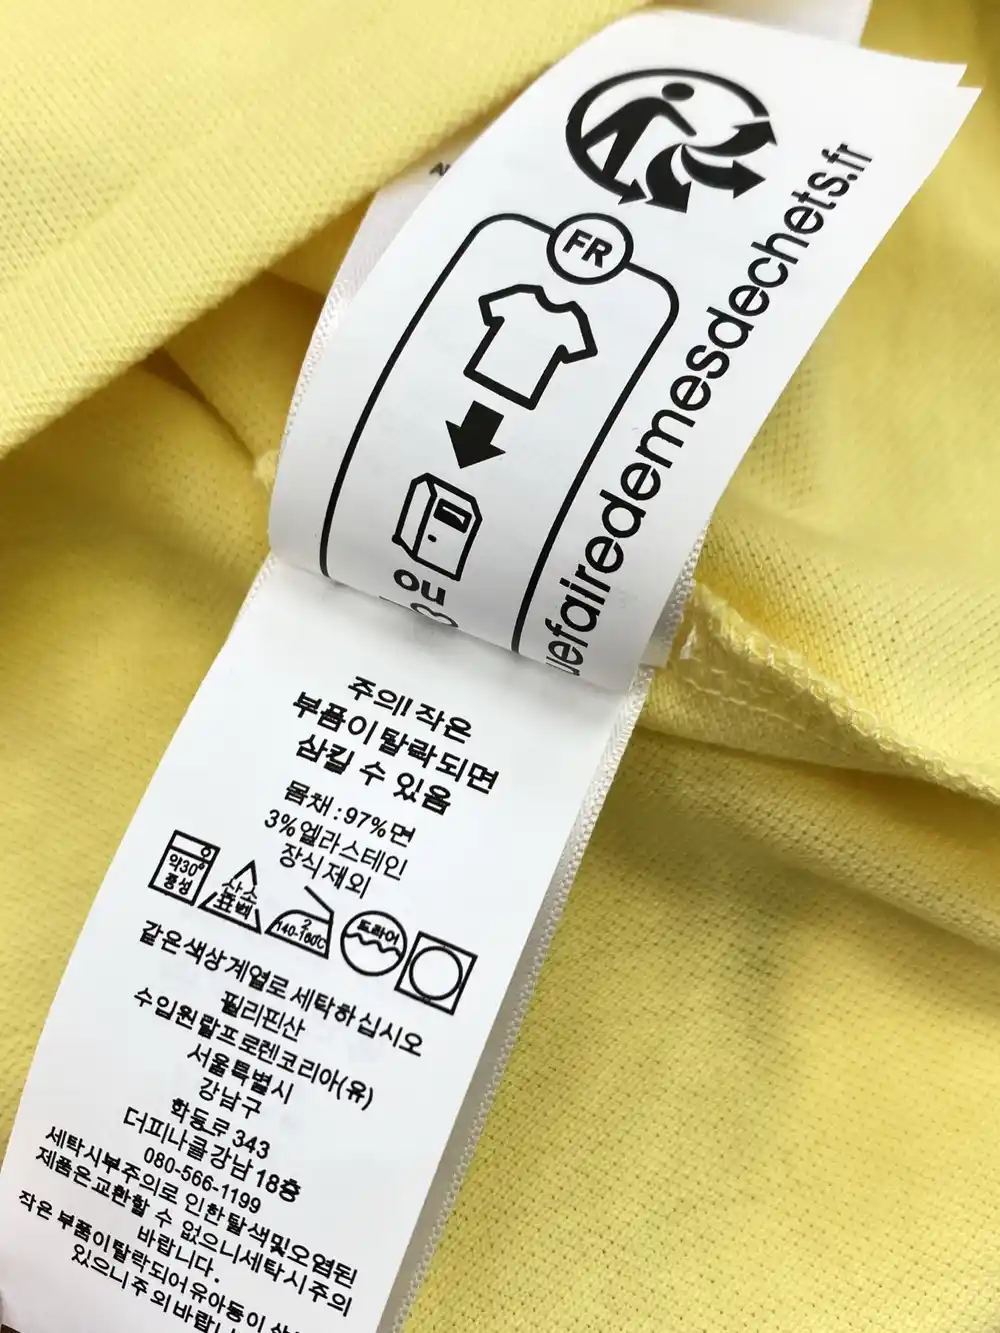 FR
uefairedemesdechets.fr
ou
주의! 작은
부품이 탈락되면
삼킬 수 있음
몸채 : 97%면
3%엘라스테인
장식제외
약30°
중성
산소
표백
2
140-160℃
드라이
같은색상계열로 세탁하십시오
필리핀산
수입원랄프로렌코리아(유)
서울특별시
강남구
학동로 343
더피나클강남 18층
080-566-1199
세탁시부주의로 인한탈색및오염된
제품은교환할 수 없으니세탁시주의
바랍니다.
작은 부품이탈락되어유아동이
있으니주의바랍니